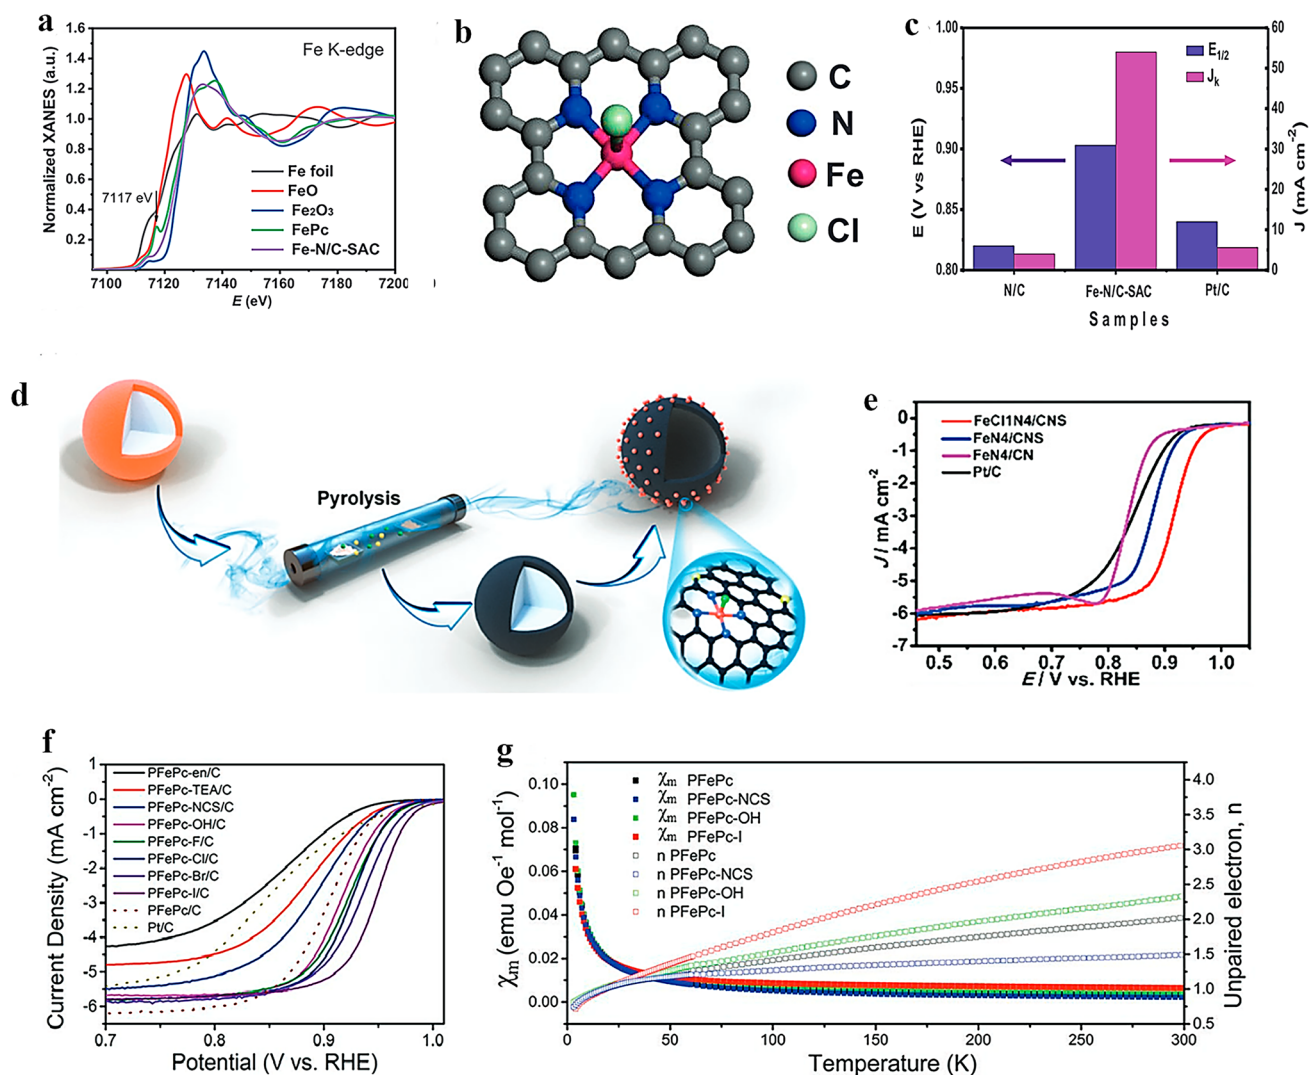 a
1.6
1.4
1.2
1.0
0.8
0.6
0.4
0.2
Normalized XANES (a.u.)
Fe K-edge
7117 eV
Fe foil
FeO
Fe₂O₃
FePc
Fe-N/C-SAC
7100 7120 7140 7160 7180 7200
E (eV)
b
C
N
Fe
Cl
c
1.00
0.95
0.90
0.85
0.80
E (V vs RHE)
E1/2
Jk
60
50
40
30
20
10
0
J (mA cm⁻²)
N/C Fe-N/C-SAC Pt/C
Samples
d
Pyrolysis
e
0
-1
-2
-3
-4
-5
-6
-7
J / mA cm⁻²
FeCl1N4/CNS
FeN4/CNS
FeN4/CN
Pt/C
0.5 0.6 0.7 0.8 0.9 1.0
E / V vs. RHE
f
1
0
-1
-2
-3
-4
-5
-6
Current Density (mA cm⁻²)
PFePc-en/C
PFePc-TEA/C
PFePc-NCS/C
PFePc-OH/C
PFePc-F/C
PFePc-Cl/C
PFePc-Br/C
PFePc-I/C
PFePc/C
Pt/C
0.7 0.8 0.9 1.0
Potential (V vs. RHE)
g
0.10
0.08
0.06
0.04
0.02
0.00
χm (emu Oe⁻¹ mol⁻¹)
χm PFePc
χm PFePc-NCS
χm PFePc-OH
χm PFePc-I
n PFePc
n PFePc-NCS
n PFePc-OH
n PFePc-I
4.0
3.5
3.0
2.5
2.0
1.5
1.0
0.5
Unpaired electron, n
0 50 100 150 200 250 300
Temperature (K)